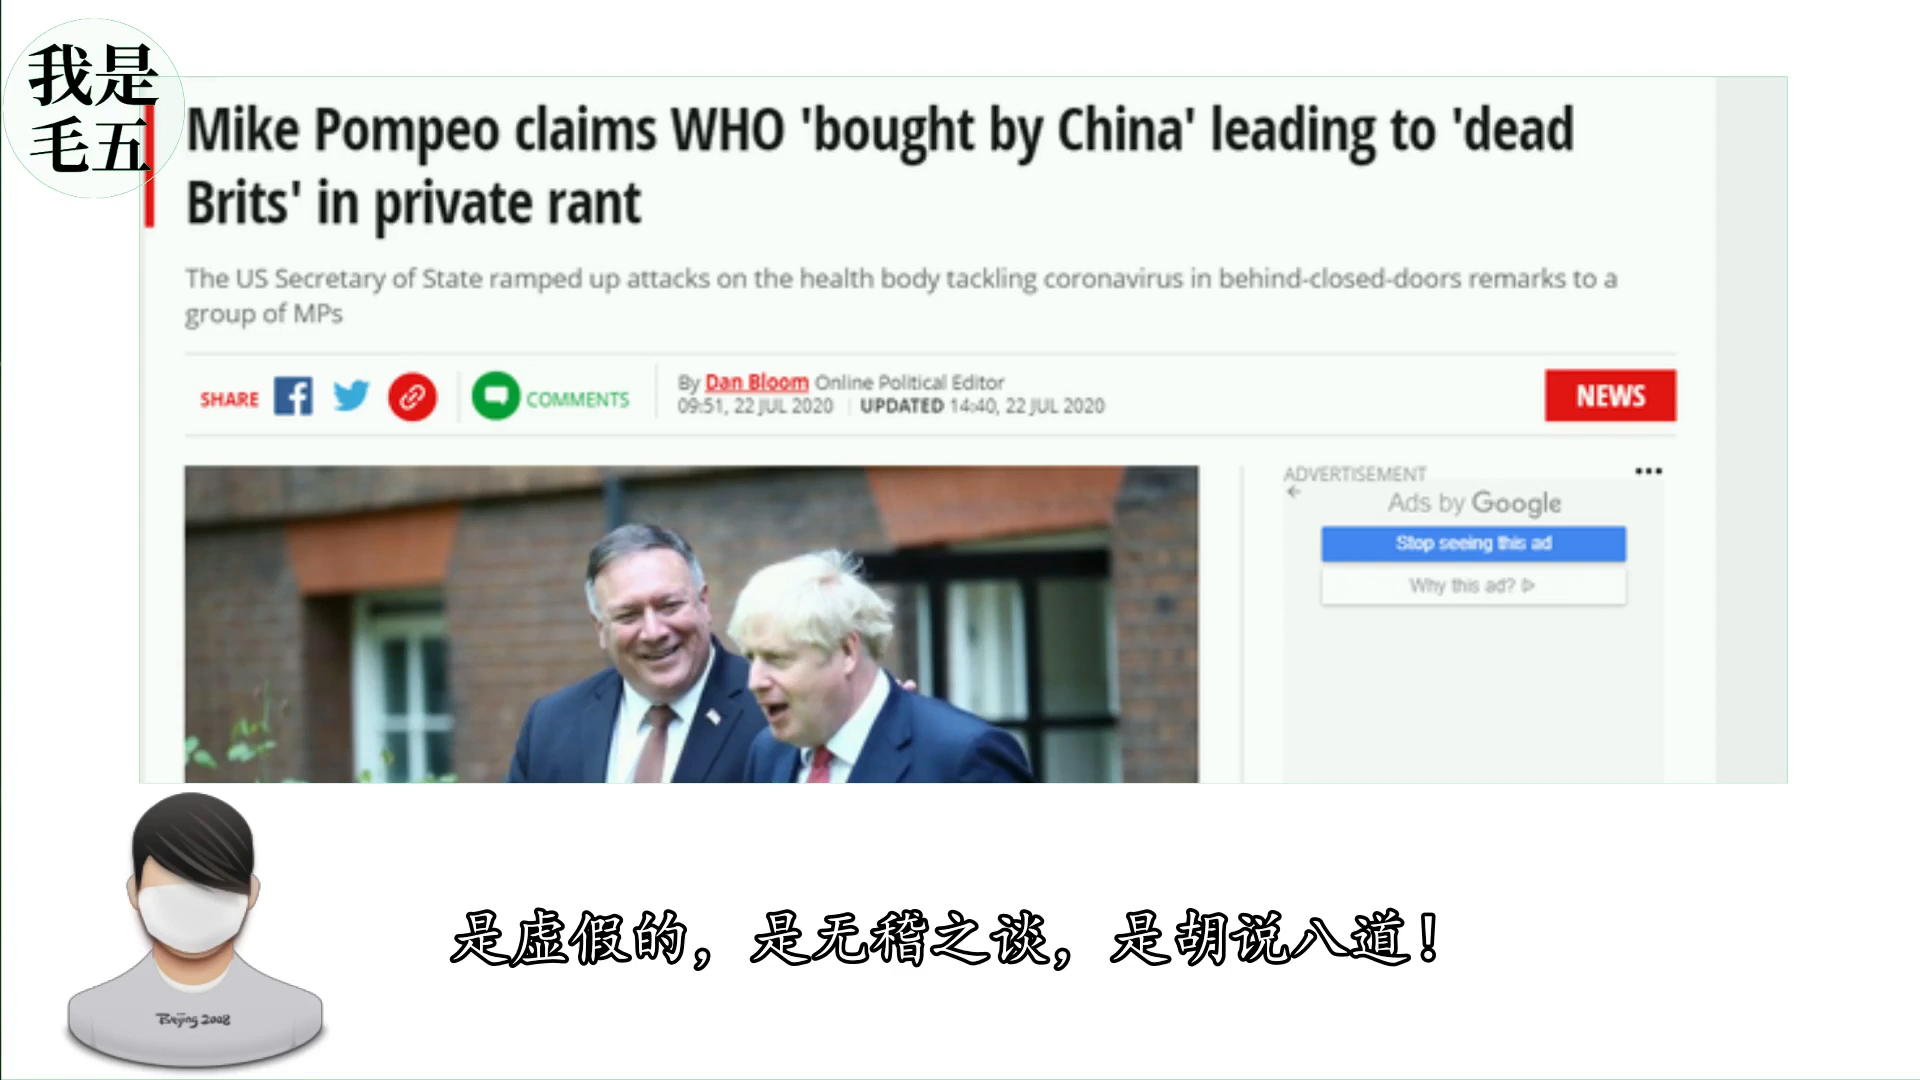 我是
毛五
Mike Pompeo claims WHO 'bought by China' leading to 'dead
Brits' in private rant
The US Secretary of State ramped up attacks on the health body tackling coronavirus in behind-closed-doors remarks to a
group of MPs
SHARE
COMMENTS
By Dan Bloom Online Political Editor
09:51, 22 JUL 2020 UPDATED 14:40, 22 JUL 2020
NEWS
ADVERTISEMENT
Ads by Google
Stop seeing this ad
Why this ad?
Beijing 2008
是虚假的，是无稽之谈，是胡说八道！